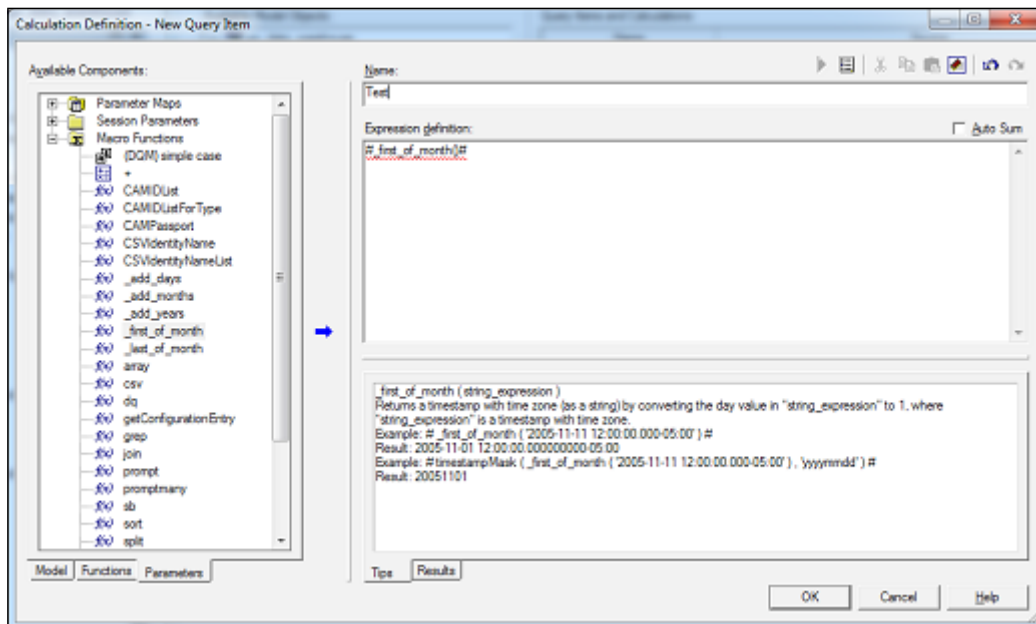 Calculation Definition - New Query Item
Available Components:
Parameter Maps
Session Parameters
Macro Functions
(DQM) simple case
+
CAMIDList
CAMIDListForType
CAMPassport
CSVIdentityName
CSVIdentityNameList
_add_days
_add_months
_add_years
_first_of_month
_last_of_month
array
csv
dq
getConfigurationEntry
grep
join
prompt
promptmany
sb
sort
split
Model Functions Parameters
Name:
Test
Expression definition:
Auto Sum
#_first_of_month()#
_first_of_month ( string_expression )
Returns a timestamp with time zone (as a string) by converting the day value in "string_expression" to 1, where
"string_expression" is a timestamp with time zone.
Example: # _first_of_month ( '2005-11-11 12:00:00.000-05:00' ) #
Result: 2005-11-01 12:00:00.000000000-05:00
Example: #timestampMask ( _first_of_month ( '2005-11-11 12:00:00.000-05:00' ) , 'yyyymmdd' ) #
Result: 20051101
Tips Results
OK Cancel Help